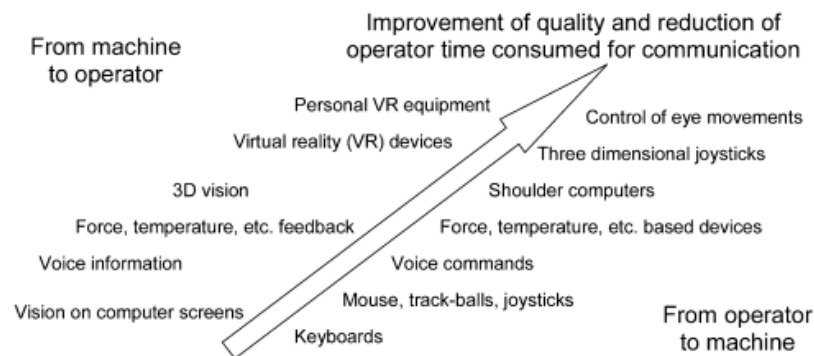 Improvement of quality and reduction of
operator time consumed for communication
From machine
to operator
Personal VR equipment
Control of eye movements
Virtual reality (VR) devices
Three dimensional joysticks
3D vision
Shoulder computers
Force, temperature, etc. feedback
Force, temperature, etc. based devices
Voice information
Voice commands
Mouse, track-balls, joysticks
Vision on computer screens
From operator
to machine
Keyboards